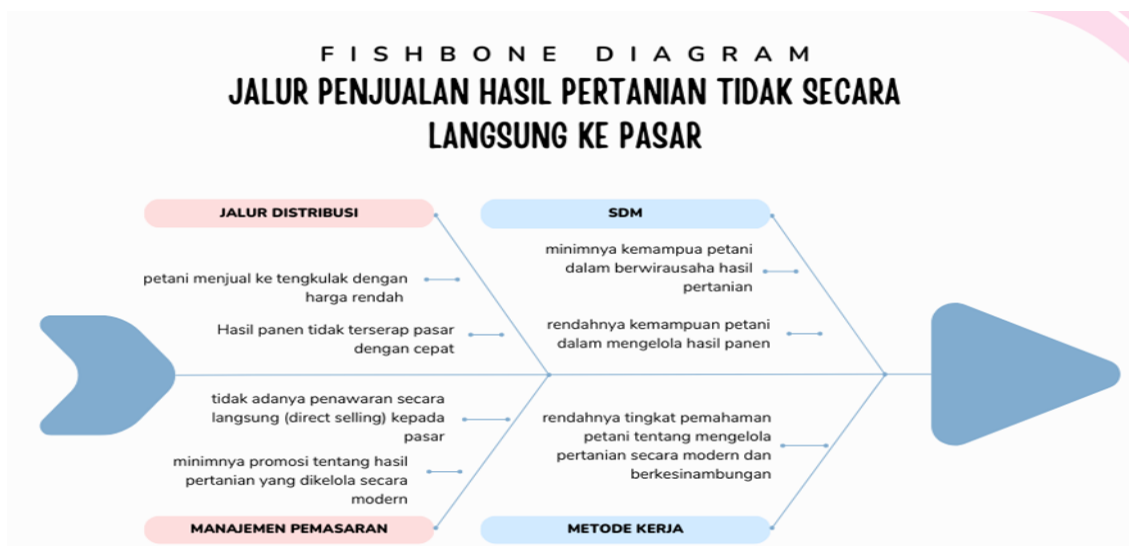 FISHBONE DIAGRAM
JALUR PENJUALAN HASIL PERTANIAN TIDAK SECARA
LANGSUNG KE PASAR
JALUR DISTRIBUSI
petani menjual ke tengkulak dengan
harga rendah
Hasil panen tidak terserap pasar
dengan cepat
SDM
minimnya kemampua petani
dalam berwirausaha hasil
pertanian
rendahnya kemampuan petani
dalam mengelola hasil panen
tidak adanya penawaran secara
langsung (direct selling) kepada
pasar
minimnya promosi tentang hasil
pertanian yang dikelola secara
modern
MANAJEMEN PEMASARAN
rendahnya tingkat pemahaman
petani tentang mengelola
pertanian secara modern dan
berkesinambungan
METODE KERJA